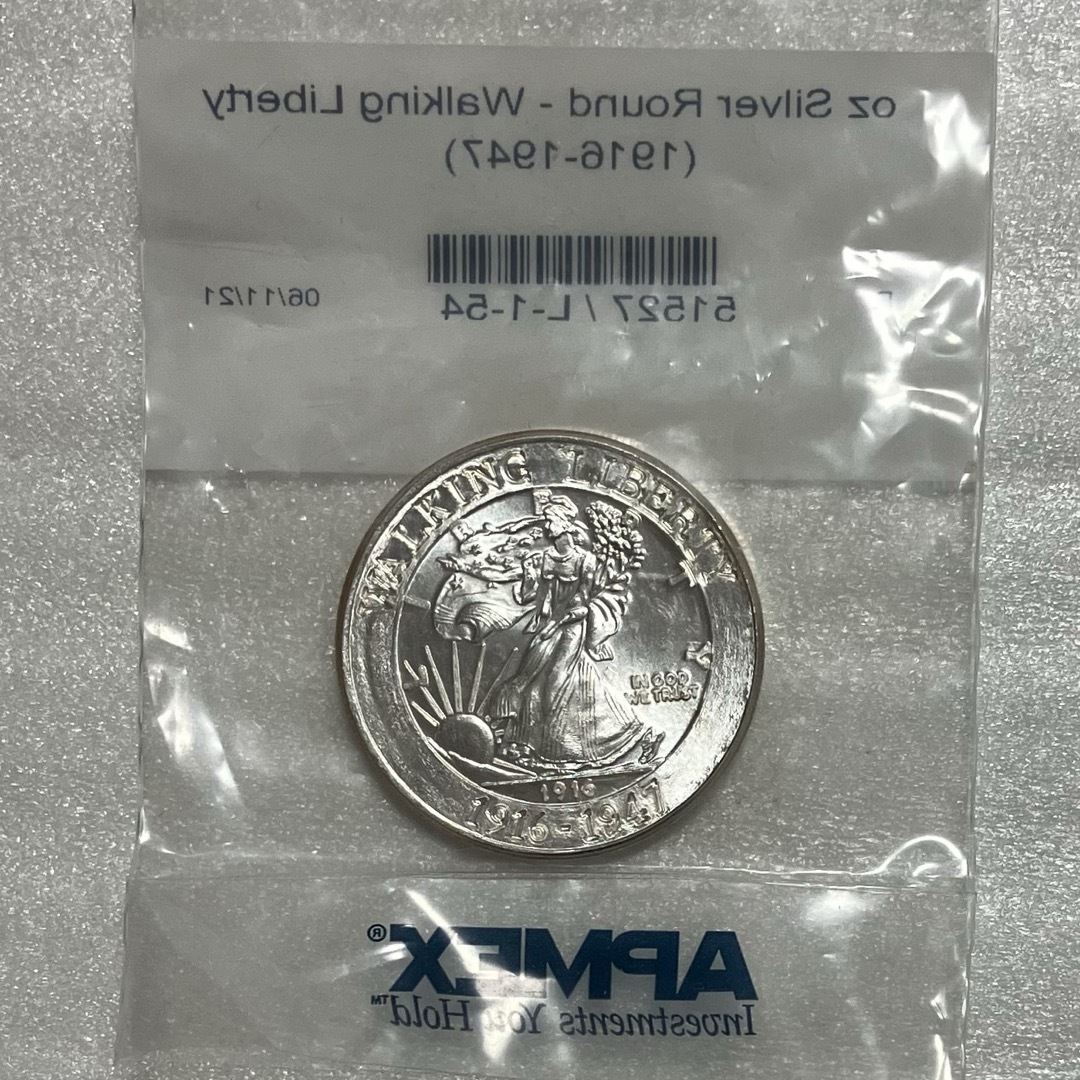 oz Silver Round - Walking Liberty
(1916-1947)
51527 / L-1-54
06/11/21
WALKING LIBERTY
IN GOD
WE TRUST
1916
1916-1947
APMEX®
Investments You Hold™